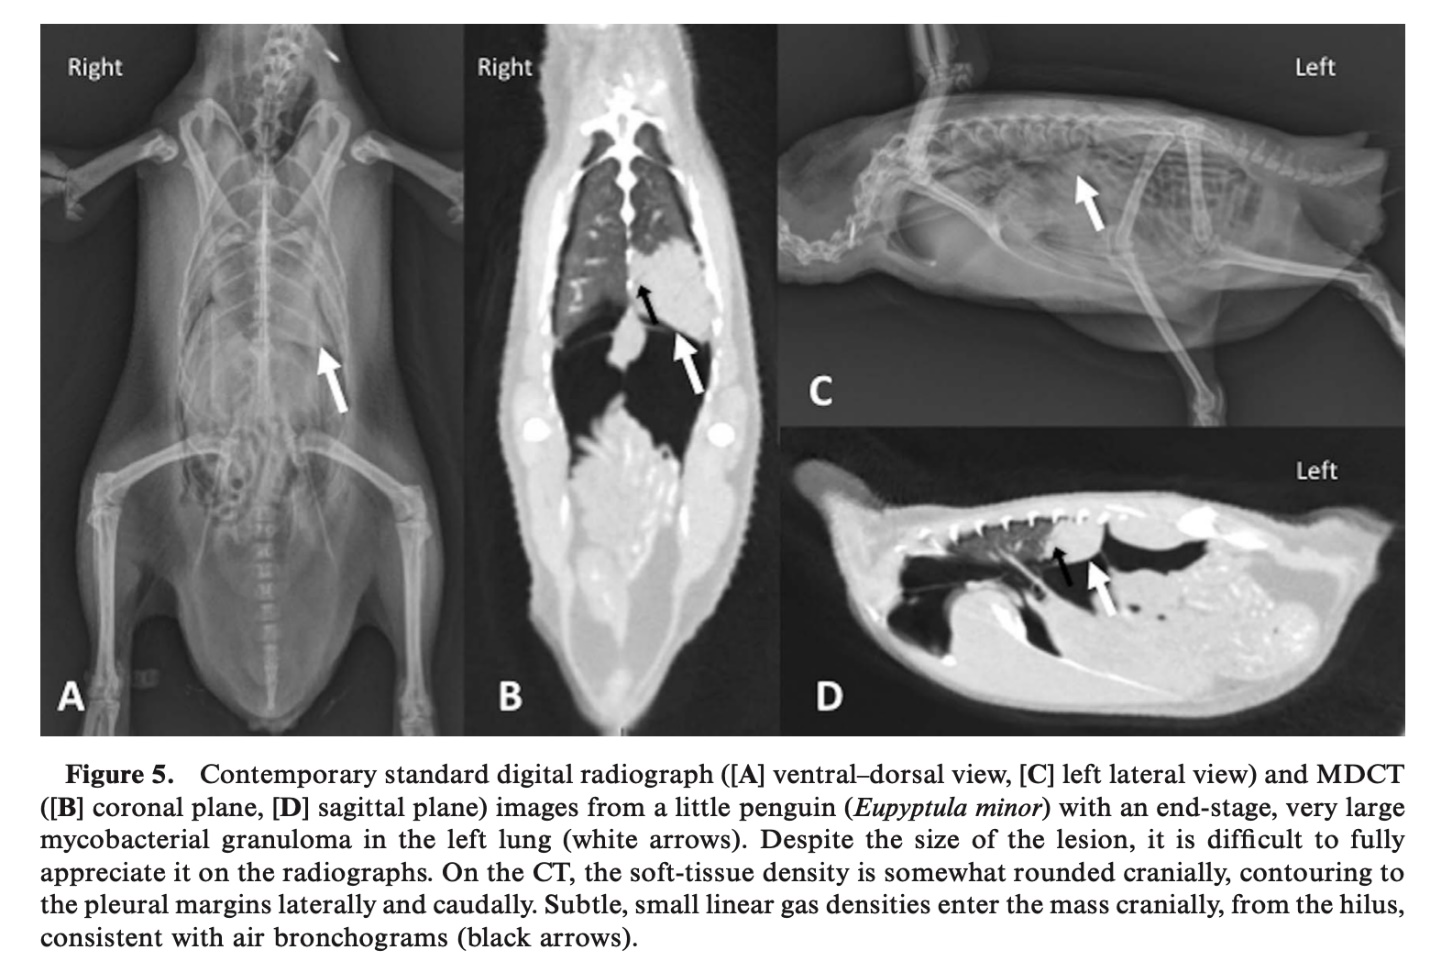 Right
Right
Left
C
Left
A
B
D
Figure 5. Contemporary standard digital radiograph ([A] ventral–dorsal view, [C] left lateral view) and MDCT
([B] coronal plane, [D] sagittal plane) images from a little penguin (Eupyptula minor) with an end-stage, very large
mycobacterial granuloma in the left lung (white arrows). Despite the size of the lesion, it is difficult to fully
appreciate it on the radiographs. On the CT, the soft-tissue density is somewhat rounded cranially, contouring to
the pleural margins laterally and caudally. Subtle, small linear gas densities enter the mass cranially, from the hilus,
consistent with air bronchograms (black arrows).